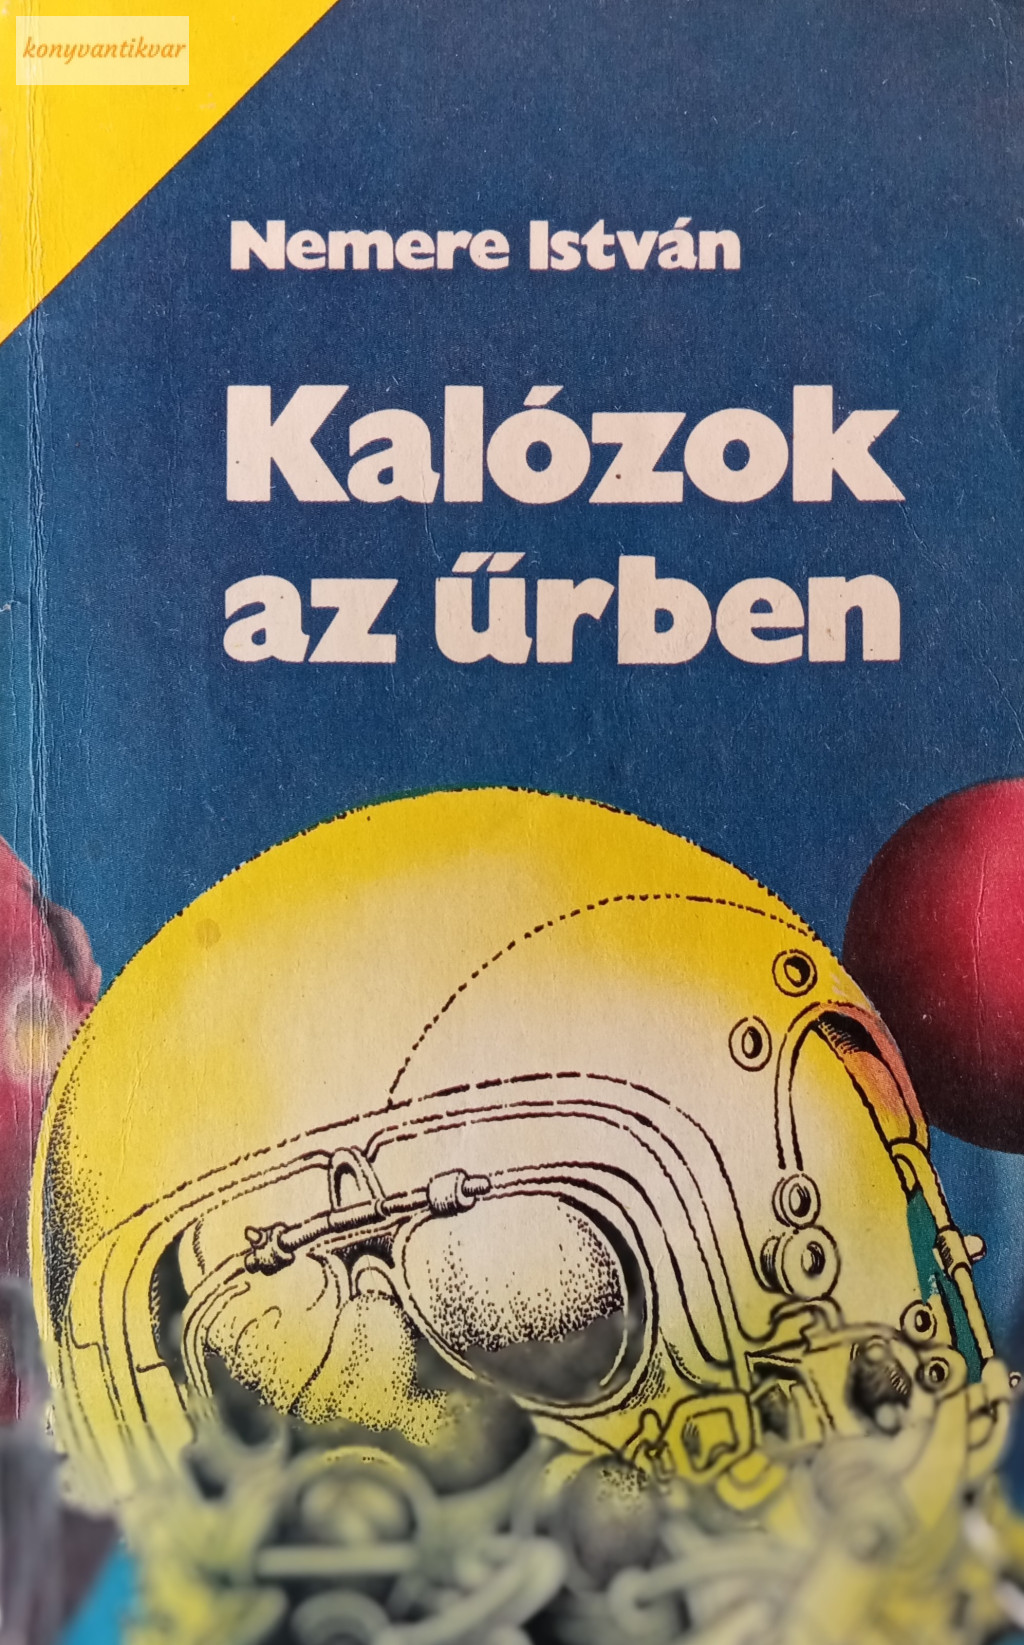 konyvantikvar
Nemere István
Kalózok
az űrben